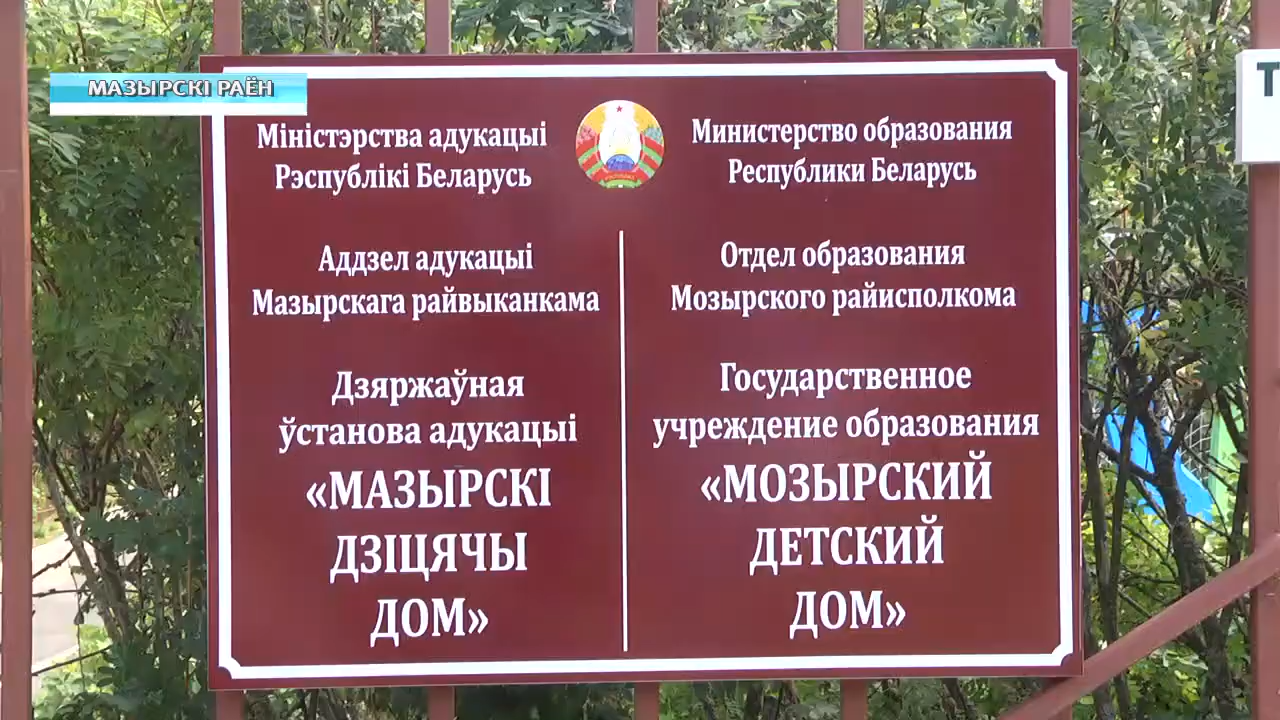 МАЗЫРСКІ РАЁН
Міністэрства адукацыі
Рэспублікі Беларусь
Аддзел адукацыі
Мазырскага райвыканкама
Дзяржаўная
ўстанова адукацыі
«МАЗЫРСКІ
ДЗІЦЯЧЫ
ДОМ»
Министерство образования
Республики Беларусь
Отдел образования
Мозырского райисполкома
Государственное
учреждение образования
«МОЗЫРСКИЙ
ДЕТСКИЙ
ДОМ»